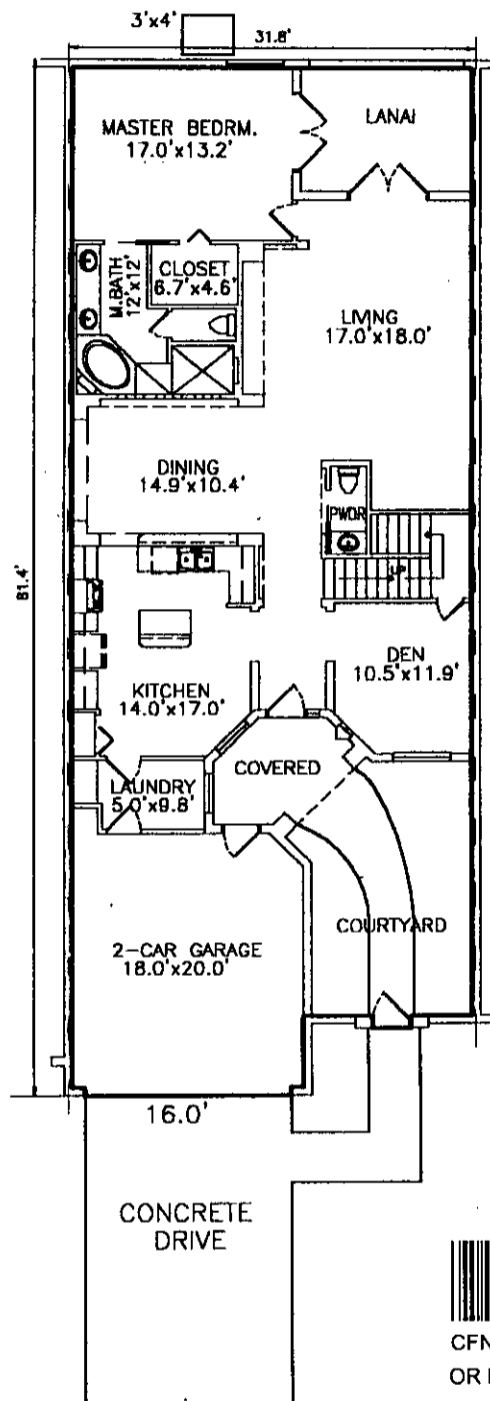 3'x4'
31.8'
MASTER BEDRM.
17.0'x13.2'
LANAI
CLOSET
6.7'x4.6'
M.BATH
12'x12'
LIVING
17.0'x18.0'
DINING
14.9'x10.4'
PWDR
UP
81.4'
DEN
10.5'x11.9'
KITCHEN
14.0'x17.0'
COVERED
LAUNDRY
5.0'x9.8'
COURTYARD
2-CAR GARAGE
18.0'x20.0'
16.0'
CONCRETE
DRIVE
CFN
OR